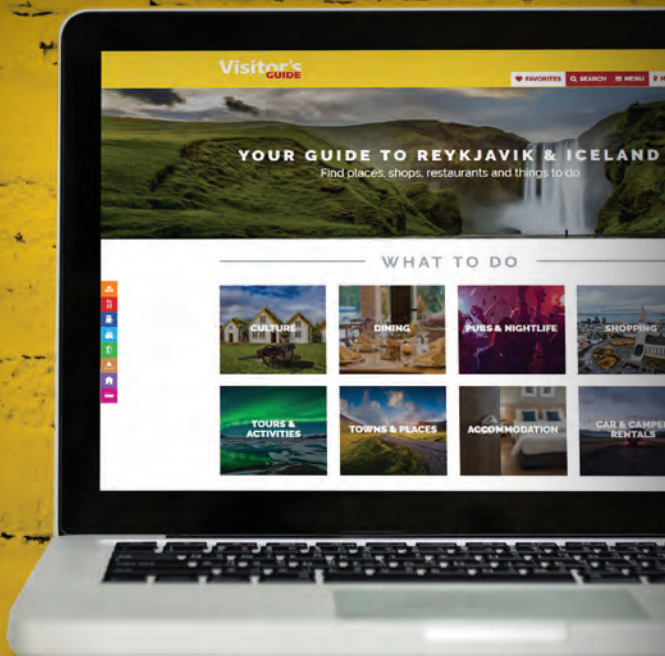 Visitor's
GUIDE
FAVORITES SEARCH MENU
YOUR GUIDE TO REYKJAVIK & ICELAND
Find places, shops, restaurants and things to do
WHAT TO DO
CULTURE
DINING
PUBS & NIGHTLIFE
SHOPPING
TOURS &
ACTIVITIES
TOWNS & PLACES
ACCOMMODATION
CAR & CAMPER
RENTALS